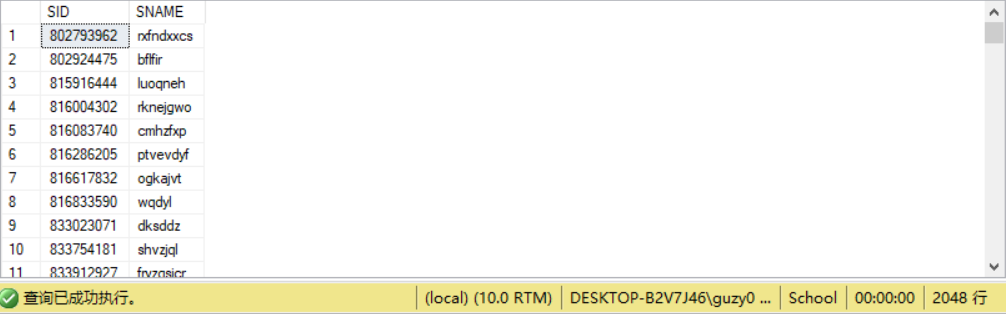 SID SNAME
1 802793962 rxfndxxcs
2 802924475 bflfir
3 815916444 luoqneh
4 816004302 rknejgwo
5 816083740 cmhzfxp
6 816286205 ptvevdyf
7 816617832 ogkajvt
8 816833590 wqdyl
9 833023071 dksddz
10 833754181 shvzjql
11 833912927
查询已成功执行。 (local) (10.0 RTM) DESKTOP-B2V7J46\guzy0 ... School 00:00:00 2048 行